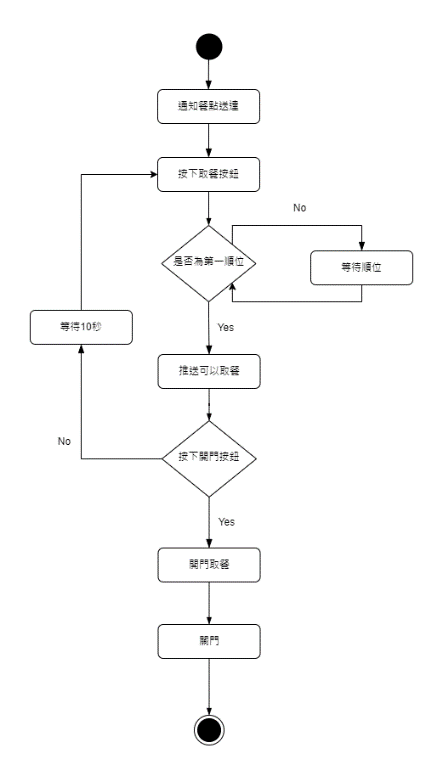 通知餐點送達
按下取餐按鈕
No
是否為第一順位
等待順位
等待10秒
Yes
推送可以取餐
No
按下開門按鈕
Yes
開門取餐
關門